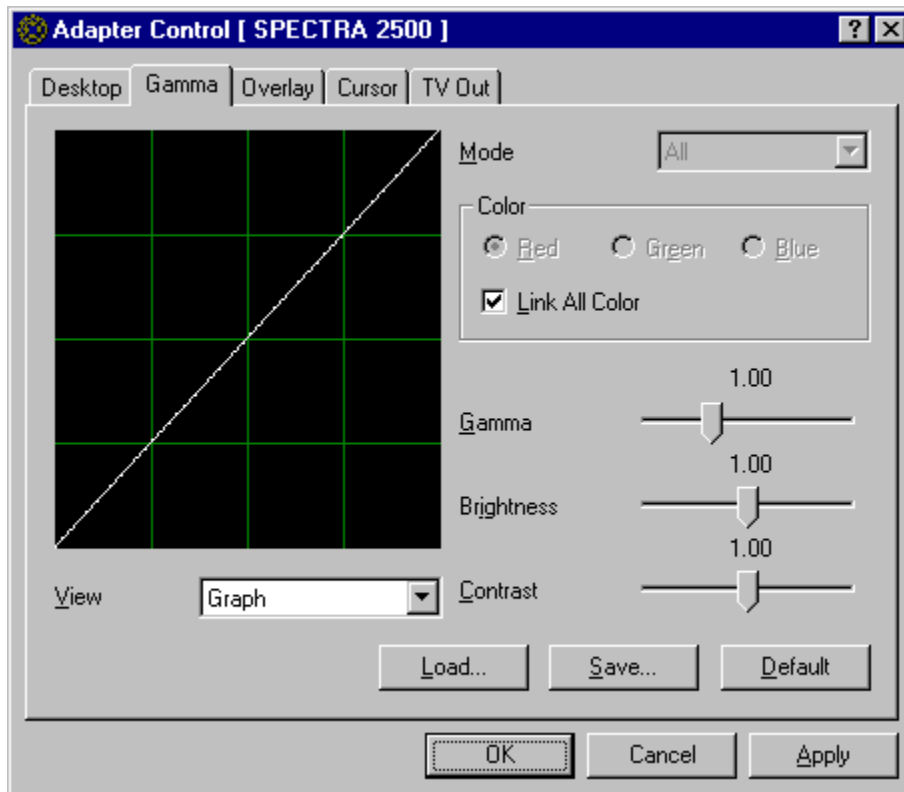 Adapter Control [ SPECTRA 2500 ]
Desktop Gamma Overlay Cursor TV Out
Mode All
Color
Red Green Blue
Link All Color
1.00
Gamma
1.00
Brightness
1.00
Contrast
View Graph
Load... Save... Default
OK Cancel Apply